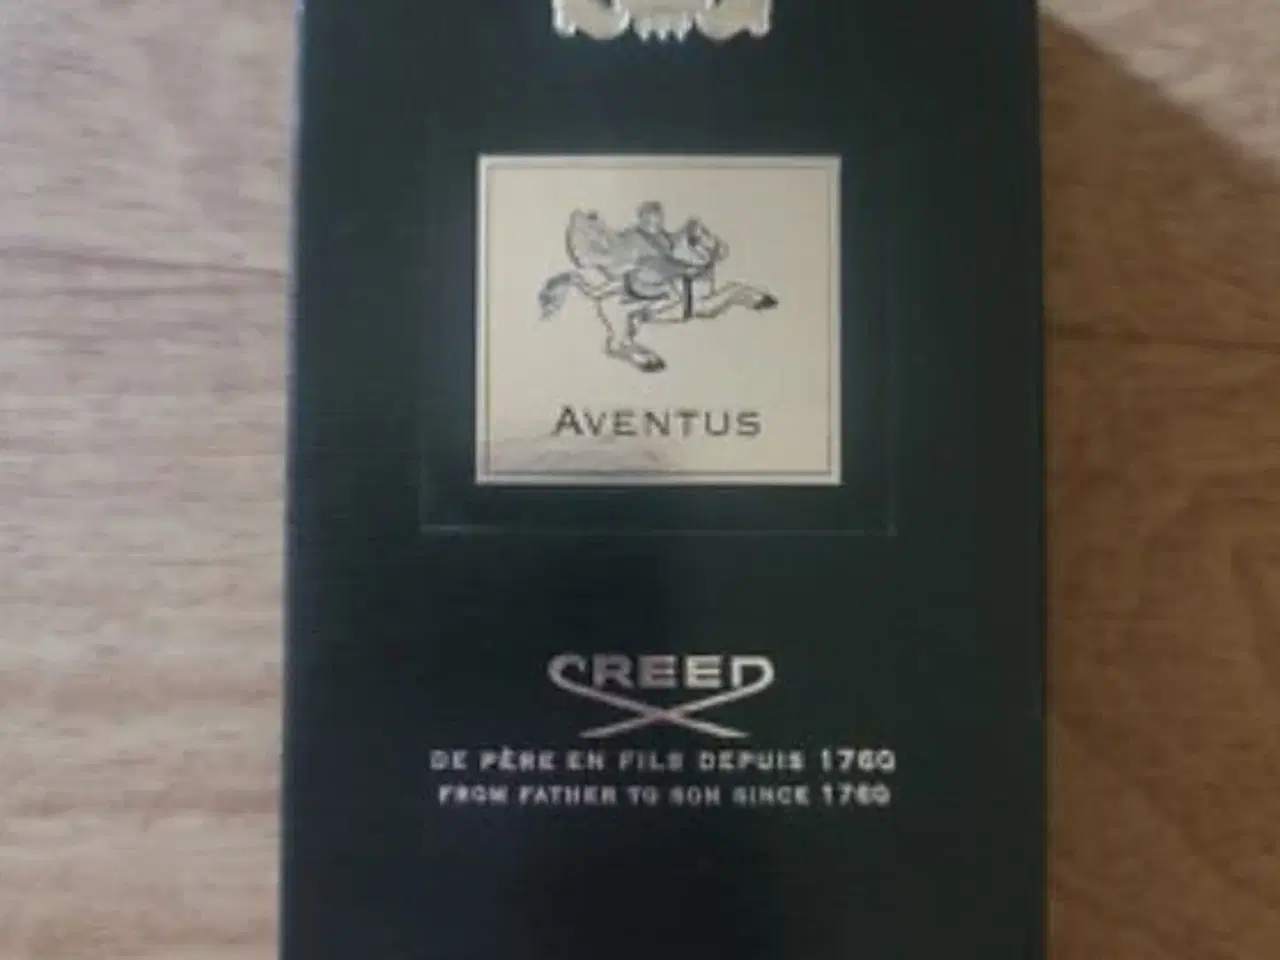 AVENTUS
CREED
DE PÈRE EN FILS DEPUIS 1760
FROM FATHER TO SON SINCE 1760